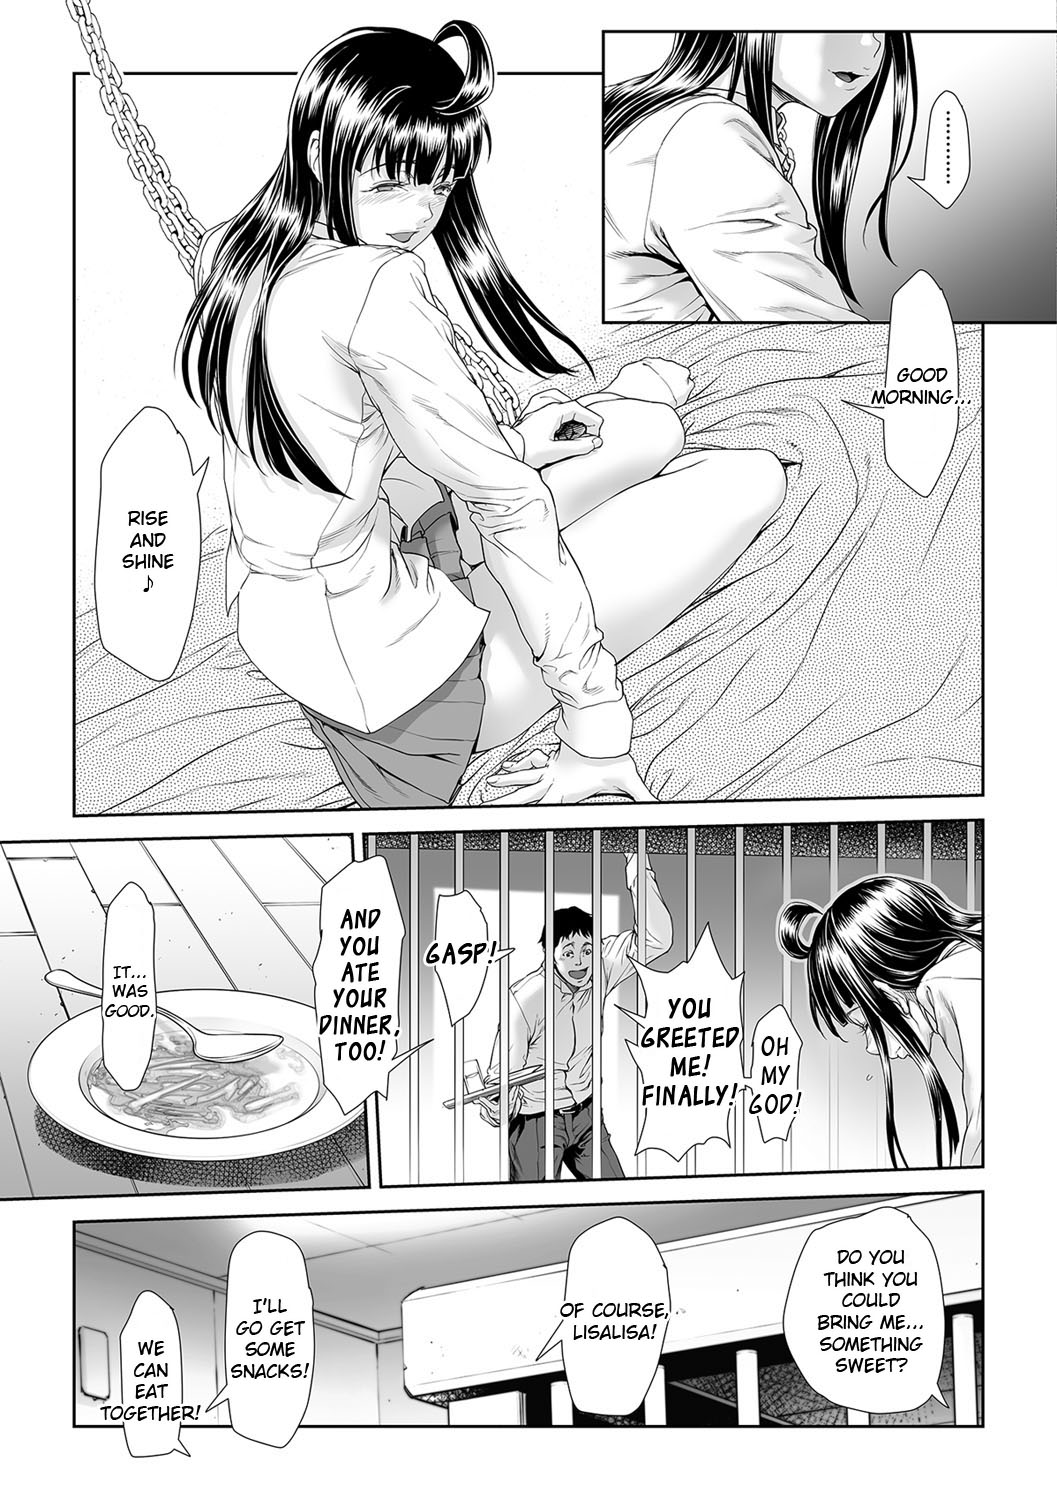 .........
GOOD
MORNING...
RISE
AND
SHINE
♪
OH
MY
GOD!
YOU
GREETED
ME!
FINALLY!
GASP!
AND
YOU
ATE
YOUR
DINNER,
TOO!
IT...
WAS
GOOD.
DO YOU
THINK YOU
COULD
BRING ME...
SOMETHING
SWEET?
OF COURSE,
LISALISA!
I'LL
GO GET
SOME
SNACKS!
WE
CAN
EAT
TOGETHER!